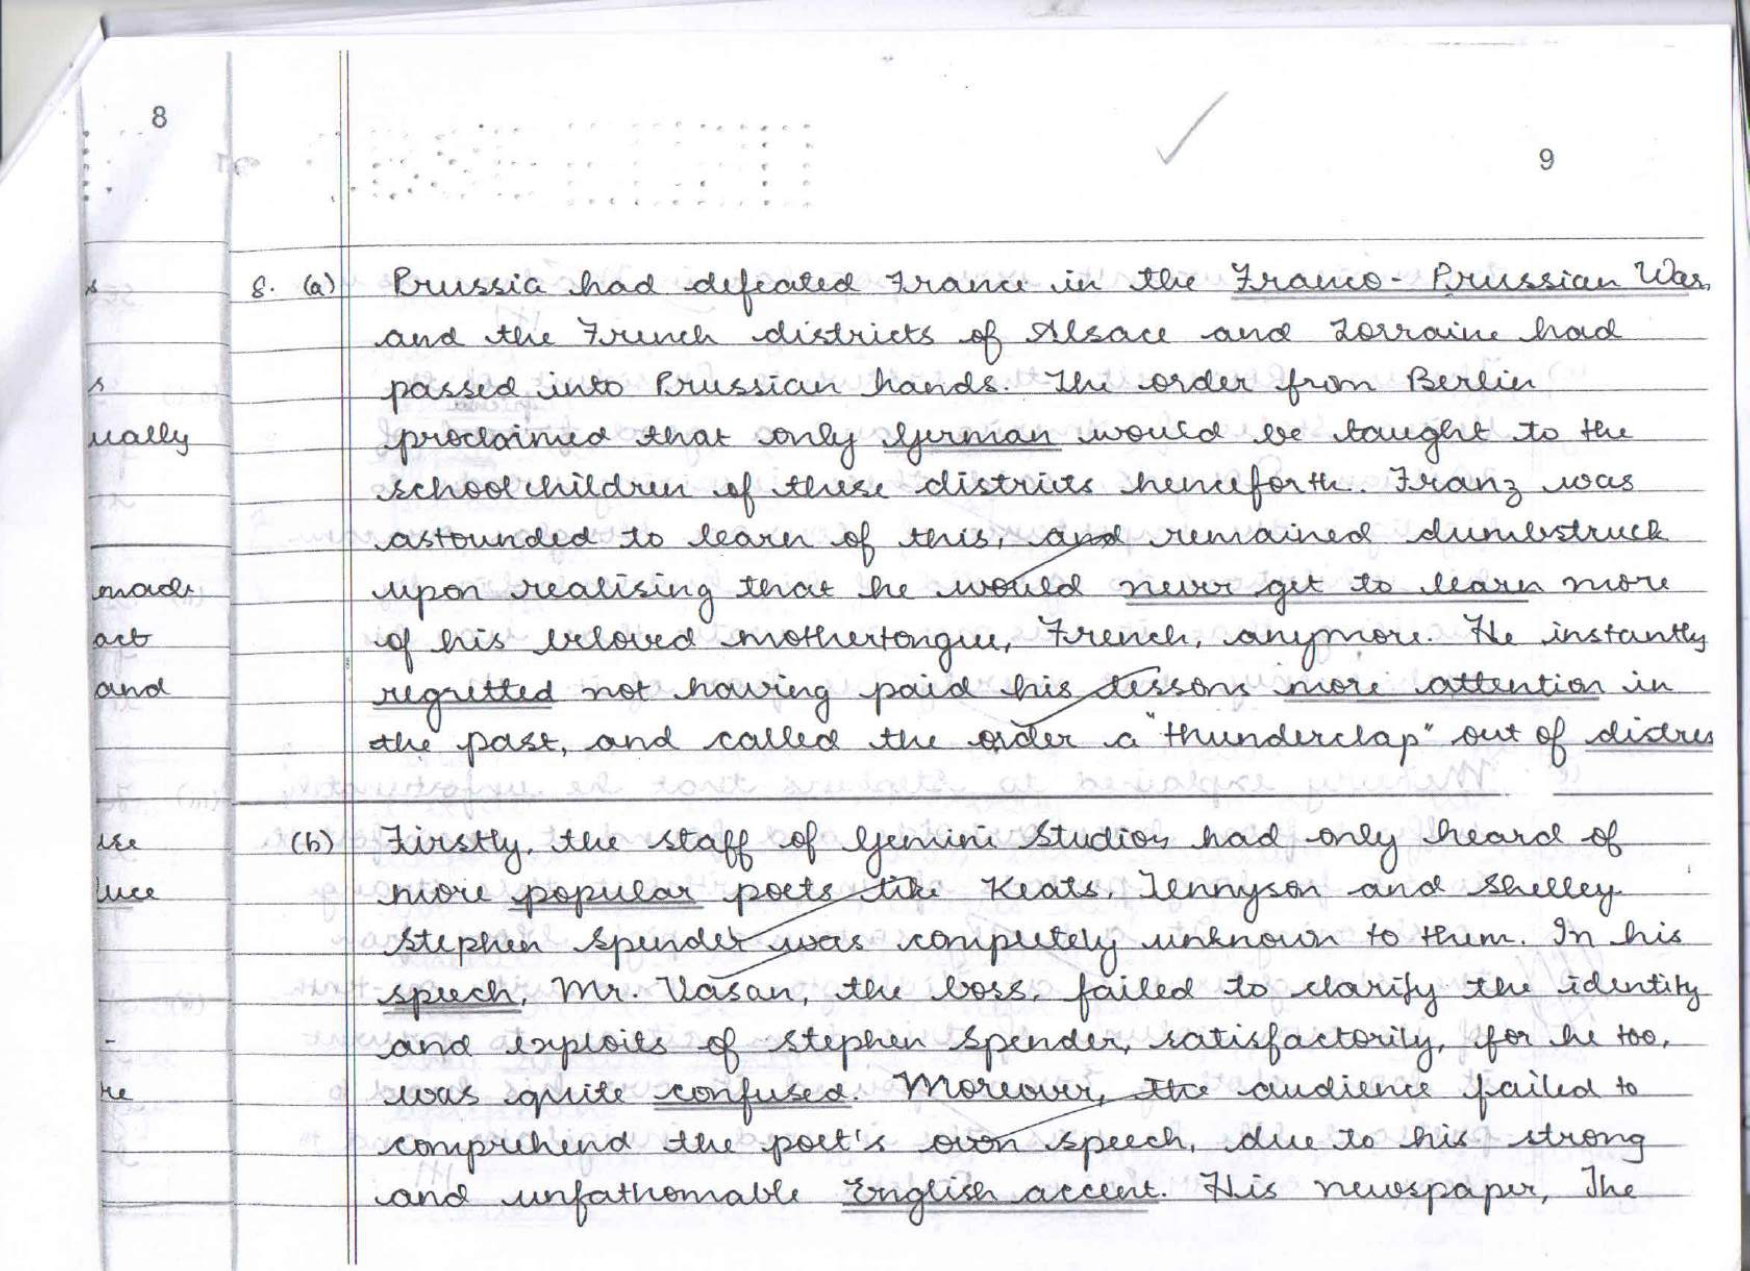 8
9
s
8. (a) Prussia had defeated France in the Franco-Prussian War,
and the French districts of Alsace and Lorraine had
s
passed into Prussian hands. The order from Berlin
ually
proclaimed that only German would be taught to the
schoolchildren of these districts henceforth. Franz was
astounded to learn of this, and remained dumbstruck
made
upon realising that he would never get to learn more
act
of his beloved mothertongue, French, anymore. He instantly
and
regretted not having paid his lessons more attention in
the past, and called the order a "thunderclap" out of distres
use
(b) Firstly, the staff of Gemini Studios had only heard of
luce
more popular poets like Keats, Tennyson and Shelley.
Stephen Spender was completely unknown to them. In his
speech, Mr. Vasan, the boss, failed to clarify the identity
-
and exploits of Stephen Spender, satisfactorily, for he too,
re
was quite confused. Moreover, the audience failed to
comprehend the poet's own speech, due to his strong
and unfathomable English accent. His newspaper, The